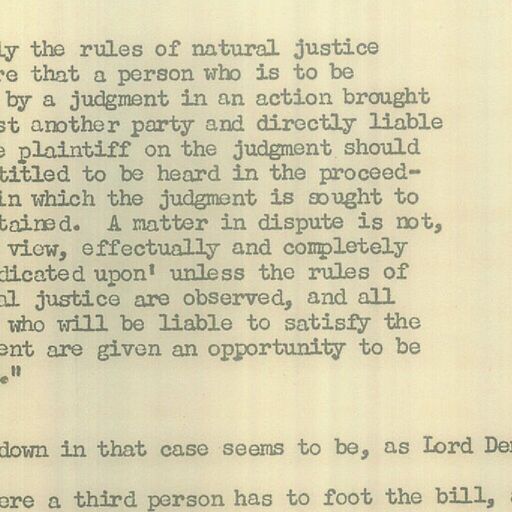 ly the rules of natural justice
re that a person who is to be
by a judgment in an action brought
st another party and directly liable
e plaintiff on the judgment should
titled to be heard in the proceed-
in which the judgment is sought to
tained. A matter in dispute is not,
view, effectually and completely
dicated upon' unless the rules of
al justice are observed, and all
who will be liable to satisfy the
ent are given an opportunity to be
."
down in that case seems to be, as Lord Den
ere a third person has to foot the bill,